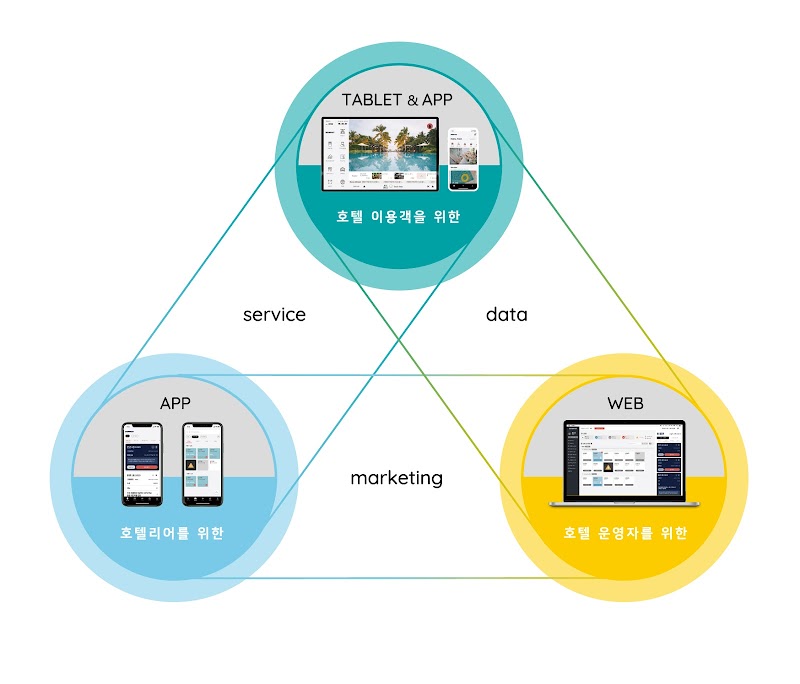 TABLET & APP
호텔 이용객을 위한
service
data
APP
호텔리어를 위한
marketing
WEB
호텔 운영자를 위한